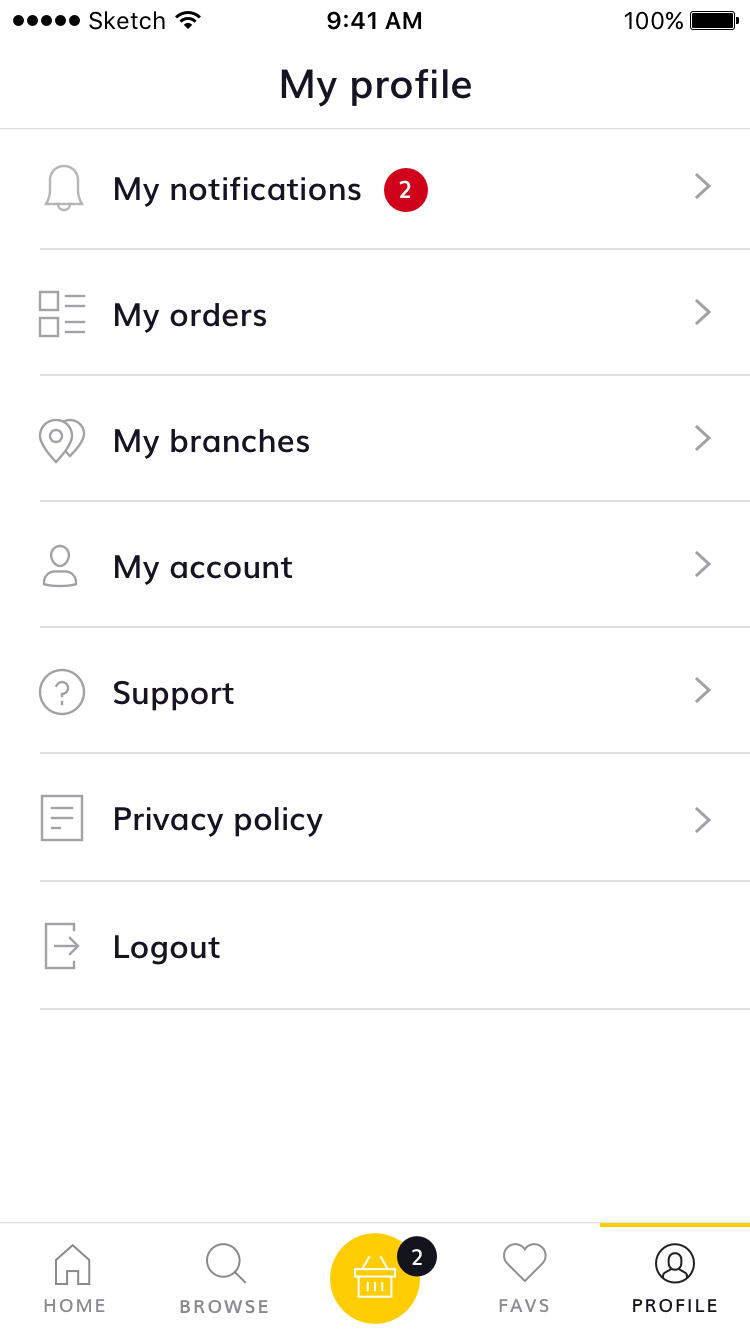 Sketch 9:41 AM 100%
My profile
My notifications 2
My orders
My branches
My account
Support
Privacy policy
Logout
2
HOME BROWSE FAVS PROFILE